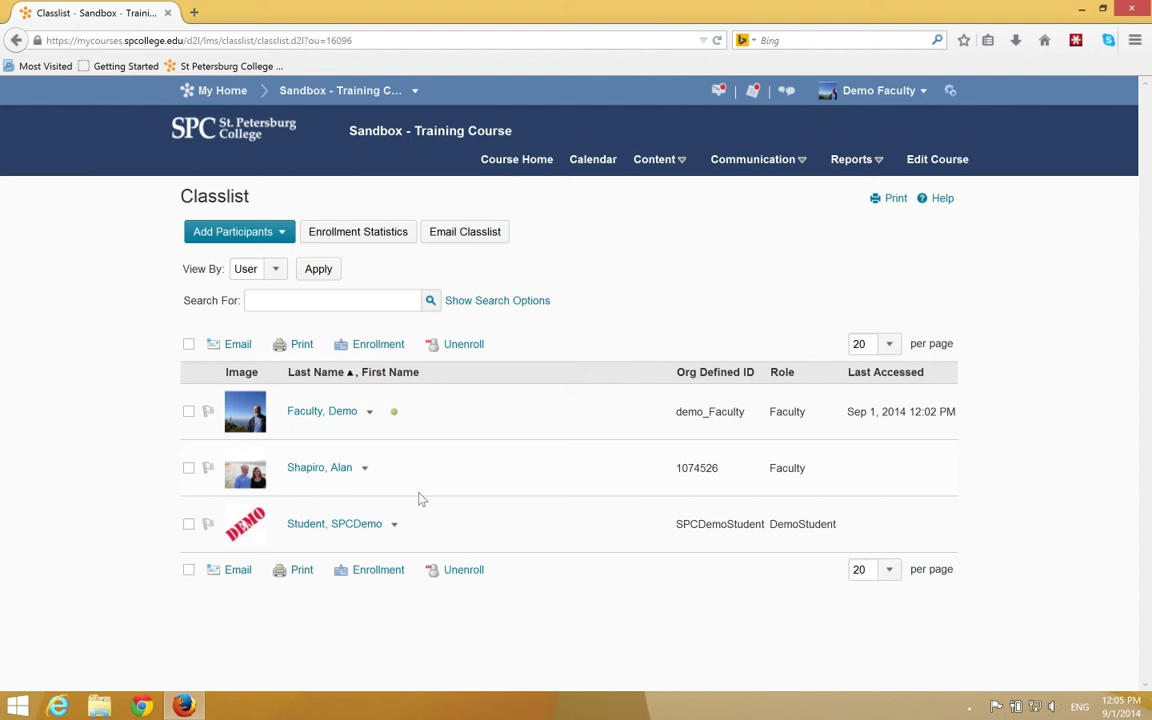 Classlist - Sandbox - Traini...
https://mycourses.spcollege.edu/d2l/lms/classlist/classlist.d2l?ou=16096
Bing
Most Visited Getting Started St Petersburg College ...
My Home Sandbox - Training C... Demo Faculty
SPC St. Petersburg College
Sandbox - Training Course
Course Home Calendar Content Communication Reports Edit Course
Classlist
Print Help
Add Participants Enrollment Statistics Email Classlist
View By: User Apply
Search For: Show Search Options
Email Print Enrollment Unenroll 20 per page
Image Last Name ▲, First Name Org Defined ID Role Last Accessed
Faculty, Demo demo_Faculty Faculty Sep 1, 2014 12:02 PM
Shapiro, Alan 1074526 Faculty
DEMO Student, SPCDemo SPCDemoStudent DemoStudent
Email Print Enrollment Unenroll 20 per page
ENG 12:05 PM
9/1/2014